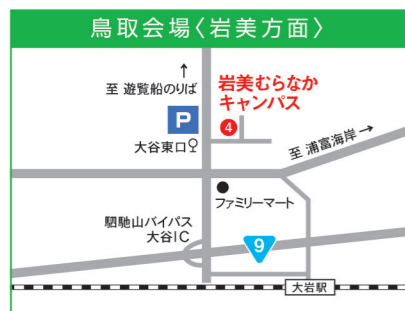 鳥取会場〈岩美方面〉
↑
至 遊覧船のりば
岩美むらなか
キャンパス
P
4
大谷東口
至 浦富海岸→
ファミリーマート
駟馳山バイパス
大谷IC
9
大岩駅